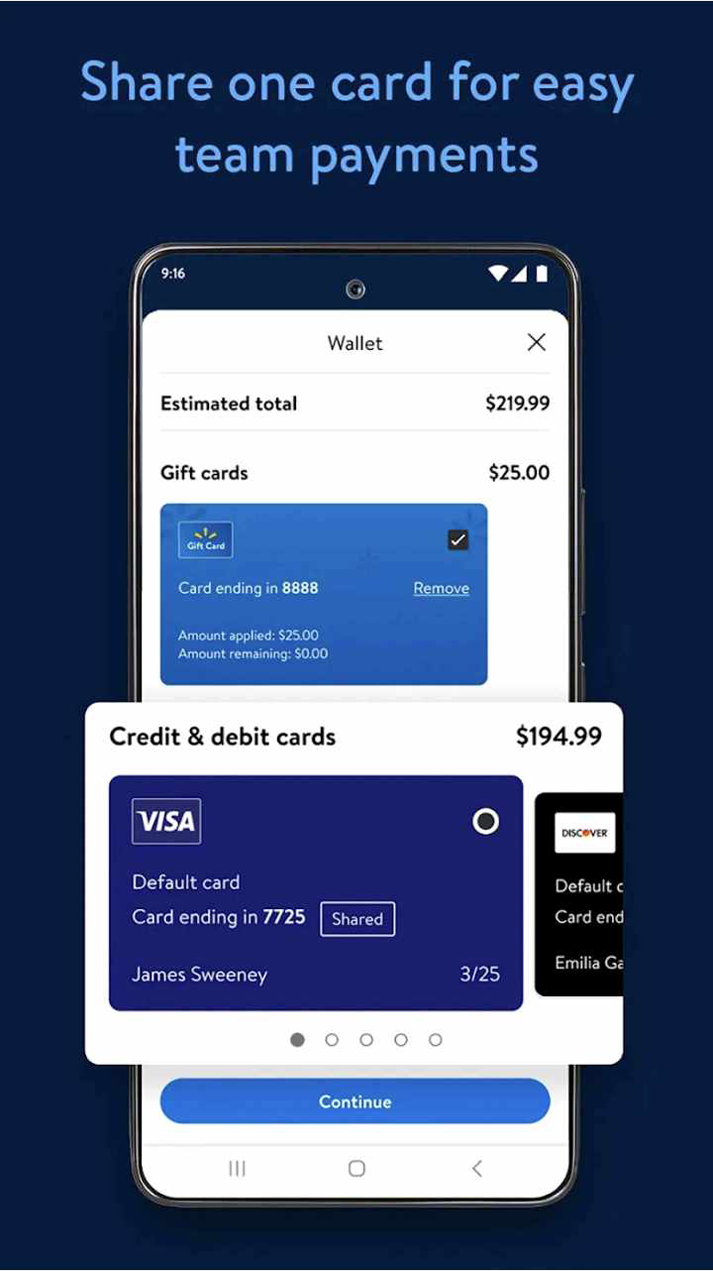 Share one card for easy
team payments
9:16
Wallet
Estimated total $219.99
Gift cards $25.00
Gift Card
Card ending in 8888 Remove
Amount applied: $25.00
Amount remaining: $0.00
Credit & debit cards $194.99
VISA
Default card
Card ending in 7725 Shared
James Sweeney 3/25
DISCOVER
Default c
Card end
Emilia Ga
Continue